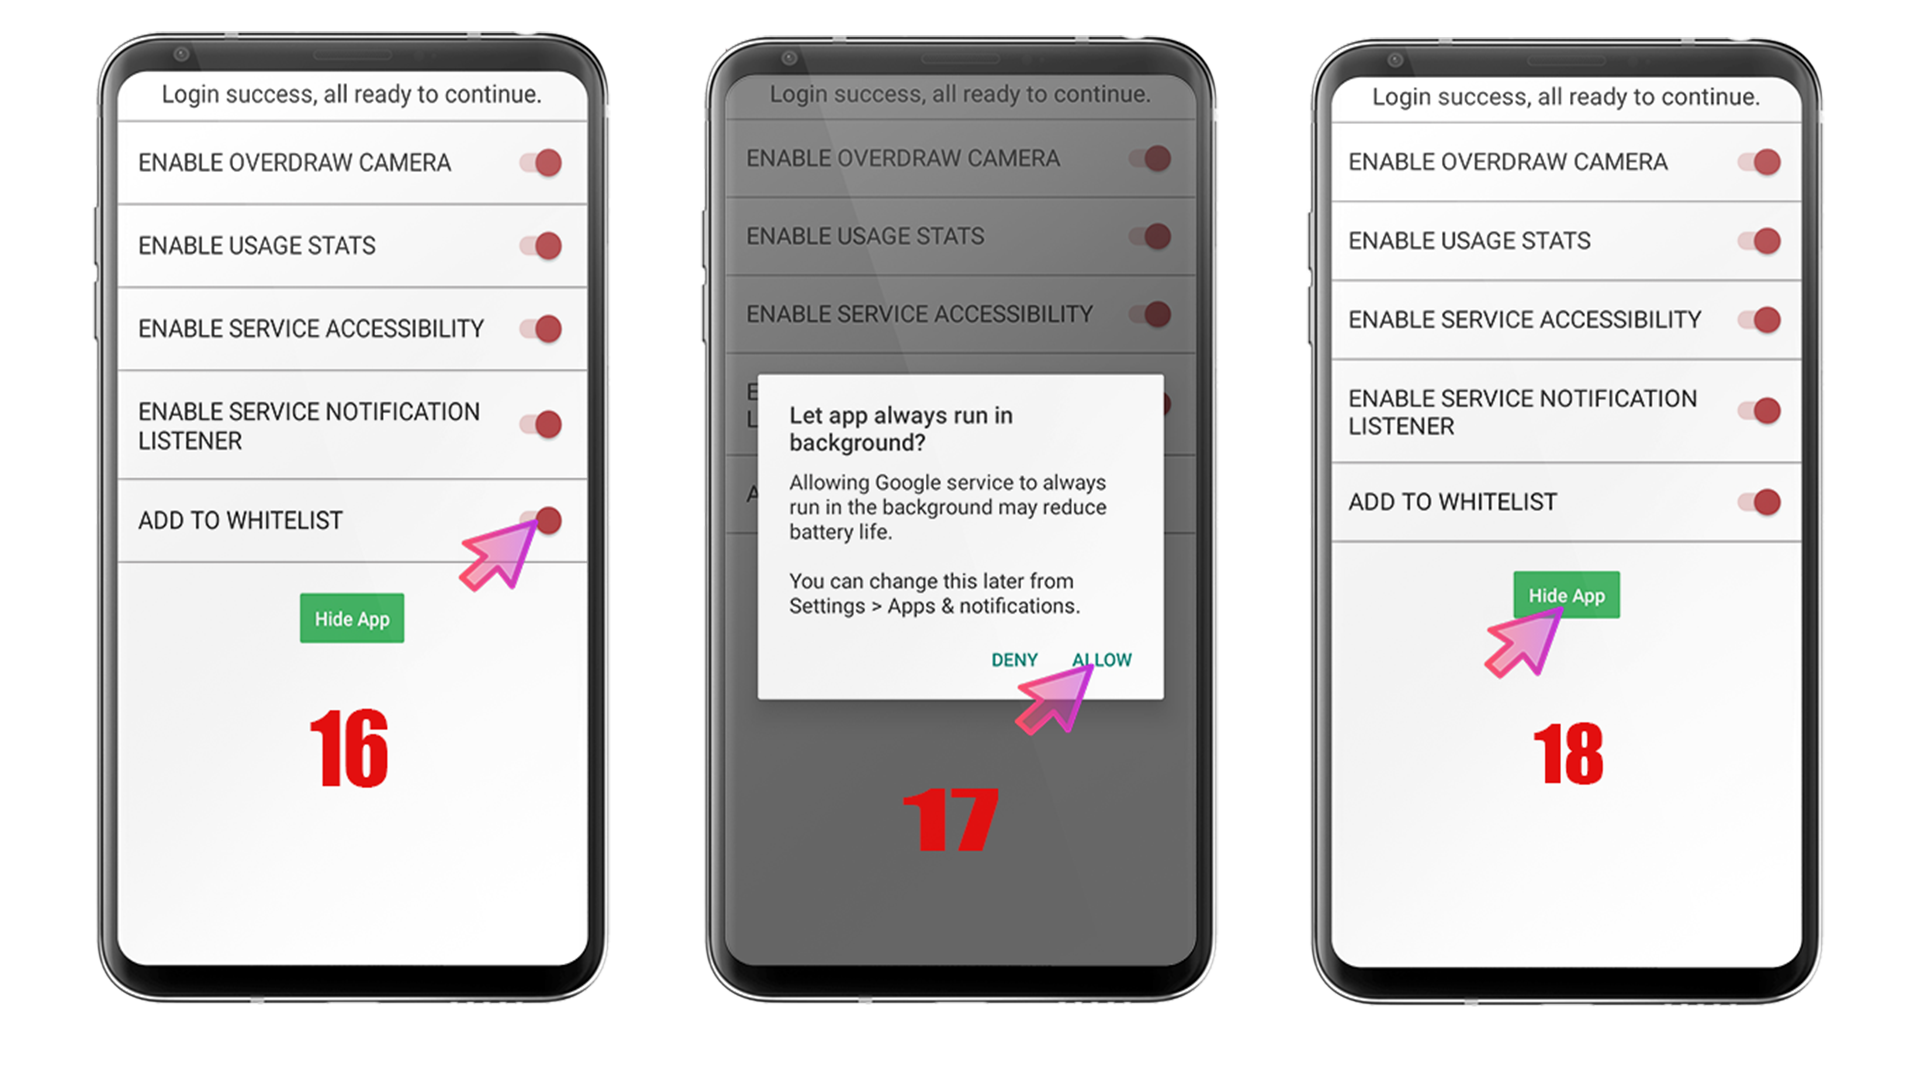 Login success, all ready to continue.
ENABLE OVERDRAW CAMERA
ENABLE USAGE STATS
ENABLE SERVICE ACCESSIBILITY
ENABLE SERVICE NOTIFICATION
LISTENER
ADD TO WHITELIST
Hide App
16
Login success, all ready to continue.
ENABLE OVERDRAW CAMERA
ENABLE USAGE STATS
ENABLE SERVICE ACCESSIBILITY
E
L
A
Let app always run in
background?
Allowing Google service to always
run in the background may reduce
battery life.
You can change this later from
Settings > Apps & notifications.
DENY ALLOW
17
Login success, all ready to continue.
ENABLE OVERDRAW CAMERA
ENABLE USAGE STATS
ENABLE SERVICE ACCESSIBILITY
ENABLE SERVICE NOTIFICATION
LISTENER
ADD TO WHITELIST
Hide App
18